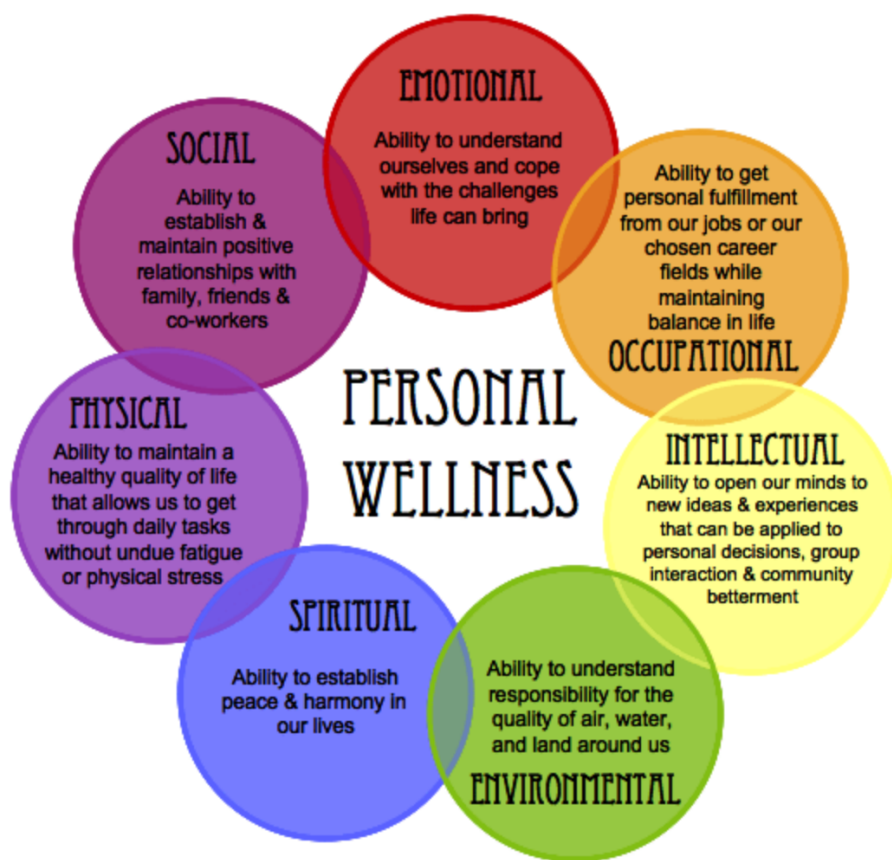 EMOTIONAL
Ability to understand
ourselves and cope
with the challenges
life can bring
SOCIAL
Ability to
establish &
maintain positive
relationships with
family, friends &
co-workers
Ability to get
personal fulfillment
from our jobs or our
chosen career
fields while
maintaining
balance in life
OCCUPATIONAL
PERSONAL
WELLNESS
PHYSICAL
Ability to maintain a
healthy quality of life
that allows us to get
through daily tasks
without undue fatigue
or physical stress
INTELLECTUAL
Ability to open our minds to
new ideas & experiences
that can be applied to
personal decisions, group
interaction & community
betterment
SPIRITUAL
Ability to establish
peace & harmony in
our lives
Ability to understand
responsibility for the
quality of air, water,
and land around us
ENVIRONMENTAL